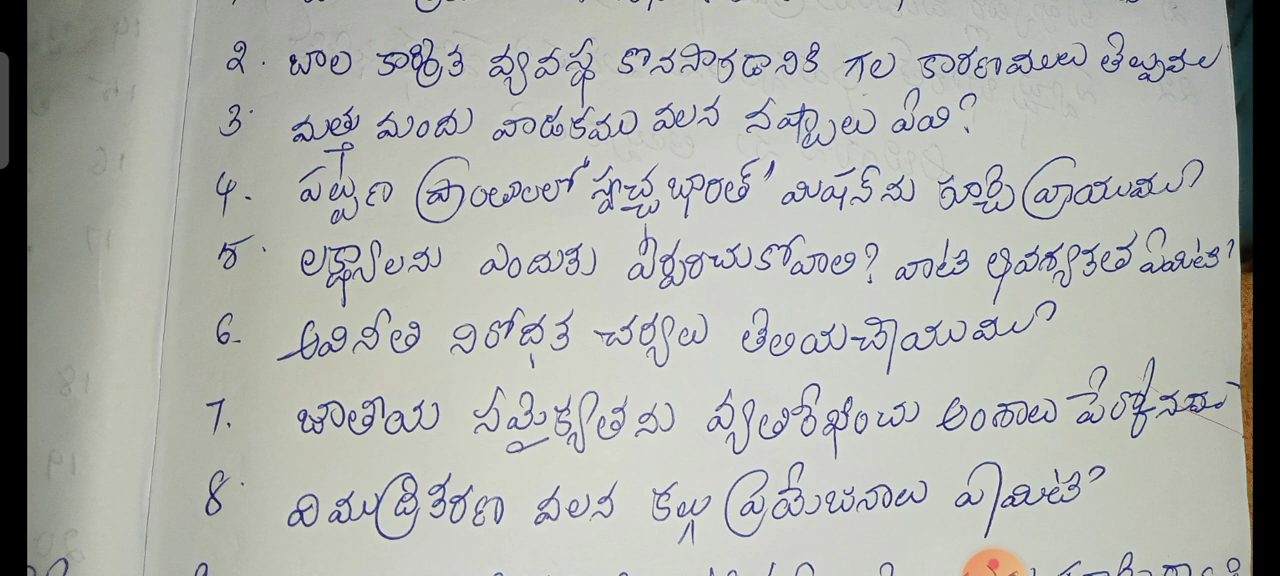 2. బాల కార్మిక వ్యవస్థ కొనసాగడానికి గల కారణములు తెల్పుము
3. మత్తు మందు వాడకము వలన నష్టాలు ఏవి?
4. పట్టణ ప్రాంతాలలో 'స్వచ్ఛ భారత్' మిషన్ ను గూర్చి వ్రాయుము
5. లక్ష్యాలను ఎందుకు ఏర్పరచుకోవాలి? వాటి ఆవశ్యకత ఏమిటి?
6. అవినీతి నిరోధక చర్యలు తెలియచేయుము
7. జాతీయ సమైక్యతను వ్యతిరేఖించు అంశాలు పేర్కొనుము
8. విముద్రీకరణ వలన కల్గు ప్రయోజనాలు ఏమిటి?